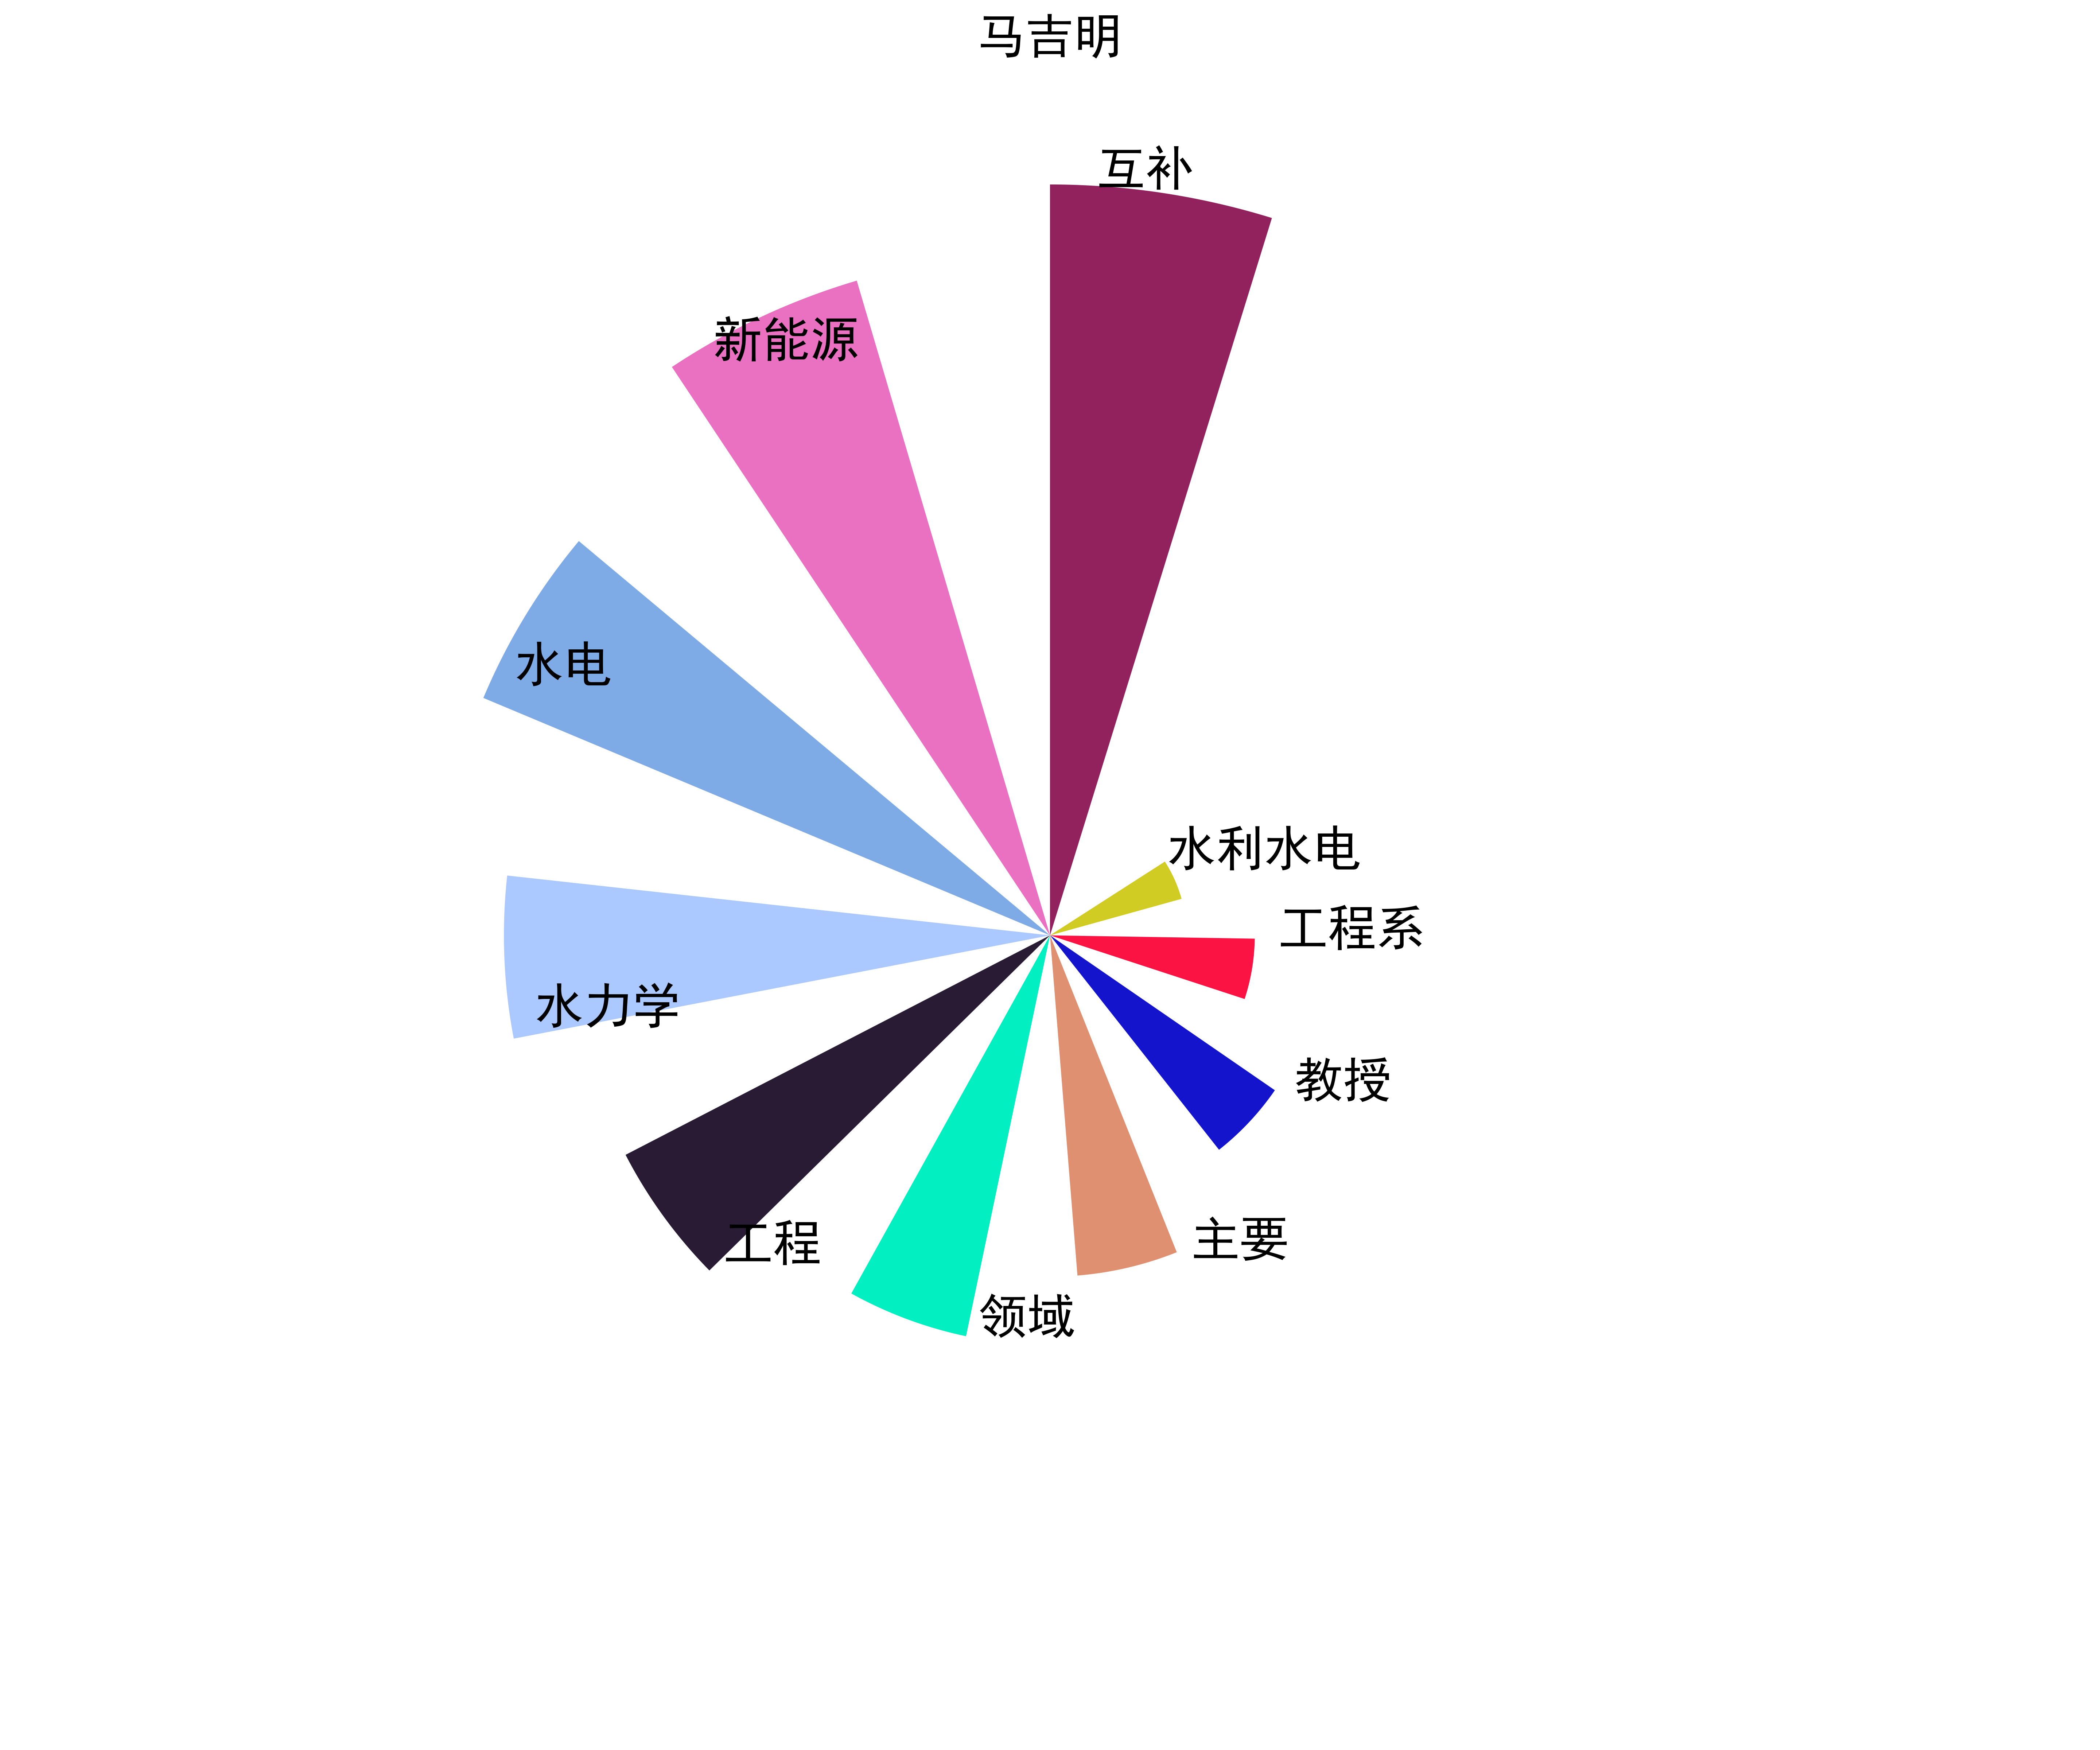 马吉明
互补
新能源
水电
水利水电
工程系
水力学
教授
主要
工程
领域